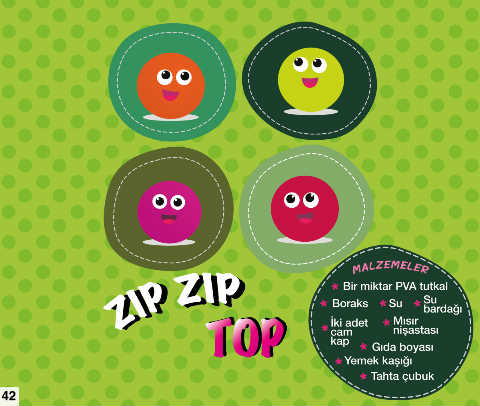 ZIP ZIP
TOP
MALZEMELER
Bir miktar PVA tutkal
Boraks
Su
Su
bardağı
İki adet
cam
kap
Mısır
nişastası
Gıda boyası
Yemek kaşığı
Tahta çubuk
42